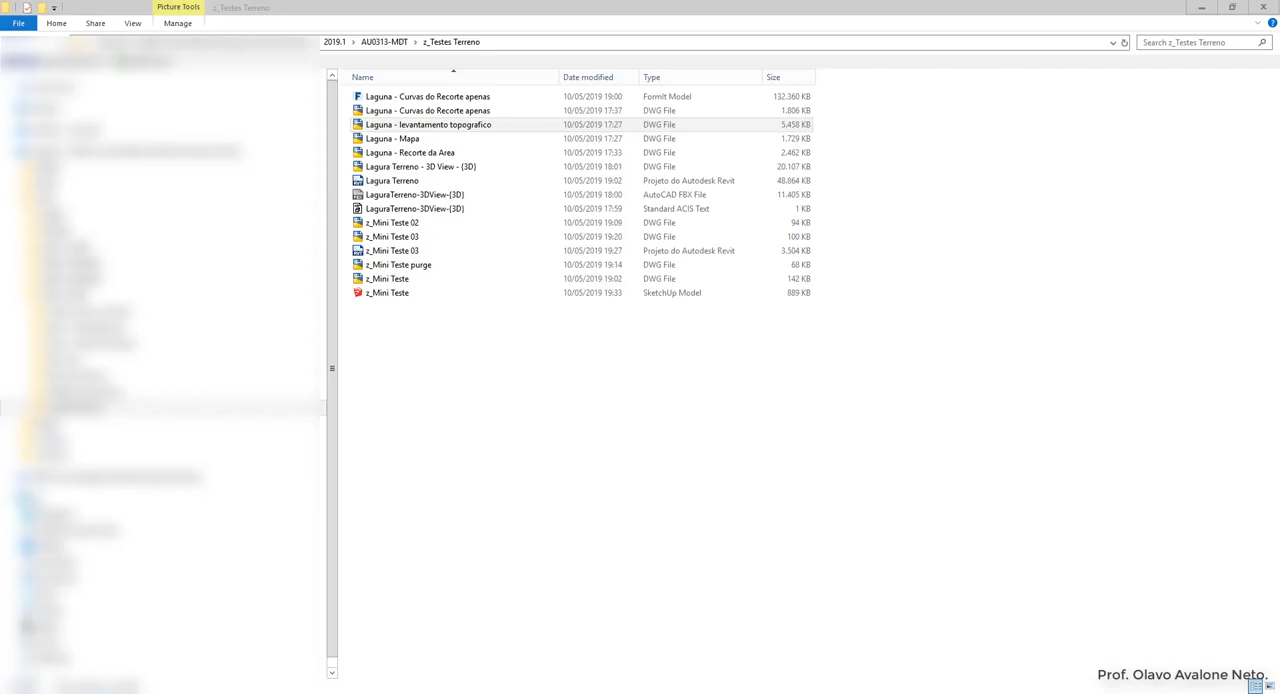 Picture Tools
z_Testes Terreno
File Home Share View Manage
2019.1 > AU0313-MDT > z_Testes Terreno
Search z_Testes Terreno
Name Date modified Type Size
Laguna - Curvas do Recorte apenas 10/05/2019 19:00 FormIt Model 132.360 KB
Laguna - Curvas do Recorte apenas 10/05/2019 17:37 DWG File 1.806 KB
Laguna - levantamento topografico 10/05/2019 17:27 DWG File 5.458 KB
Laguna - Mapa 10/05/2019 17:27 DWG File 1.729 KB
Laguna - Recorte da Area 10/05/2019 17:33 DWG File 2.462 KB
Lagura Terreno - 3D View - {3D} 10/05/2019 18:01 DWG File 20.107 KB
Lagura Terreno 10/05/2019 19:02 Projeto do Autodesk Revit 48.864 KB
LaguraTerreno-3DView-{3D} 10/05/2019 18:00 AutoCAD FBX File 11.405 KB
LaguraTerreno-3DView-{3D} 10/05/2019 17:59 Standard ACIS Text 1 KB
z_Mini Teste 02 10/05/2019 19:09 DWG File 94 KB
z_Mini Teste 03 10/05/2019 19:20 DWG File 100 KB
z_Mini Teste 03 10/05/2019 19:27 Projeto do Autodesk Revit 3.504 KB
z_Mini Teste purge 10/05/2019 19:14 DWG File 68 KB
z_Mini Teste 10/05/2019 19:02 DWG File 142 KB
z_Mini Teste 10/05/2019 19:33 SketchUp Model 889 KB
Prof. Olavo Avalone Neto.